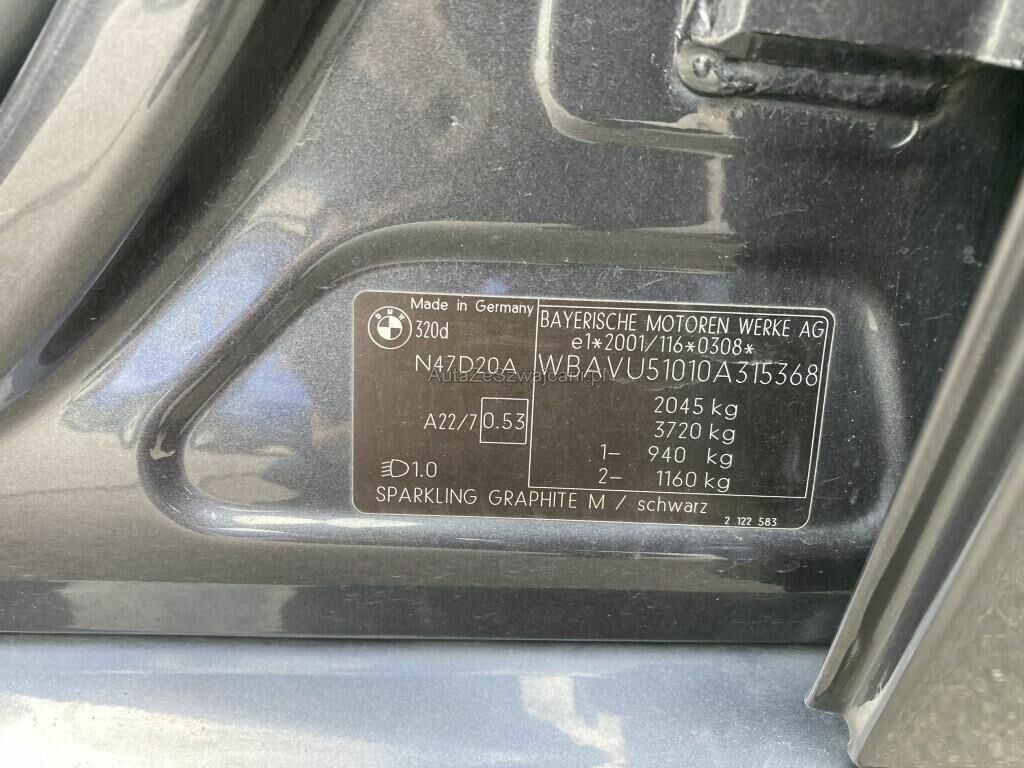 Made in Germany
BMW
320d
N47D20A
A22/7 0.53
1.0
BAYERISCHE MOTOREN WERKE AG
e1*2001/116*0308*
WBAVU51010A315368
2045 kg
3720 kg
1- 940 kg
2- 1160 kg
SPARKLING GRAPHITE M / schwarz
2 122 583
AutaZeSzwajcarii.pl